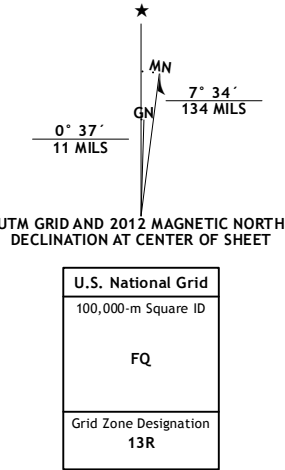 ★
MN
7° 34´
134 MILS
GN
0° 37´
11 MILS
UTM GRID AND 2012 MAGNETIC NORTH
DECLINATION AT CENTER OF SHEET
U.S. National Grid
100,000-m Square ID
FQ
Grid Zone Designation
13R